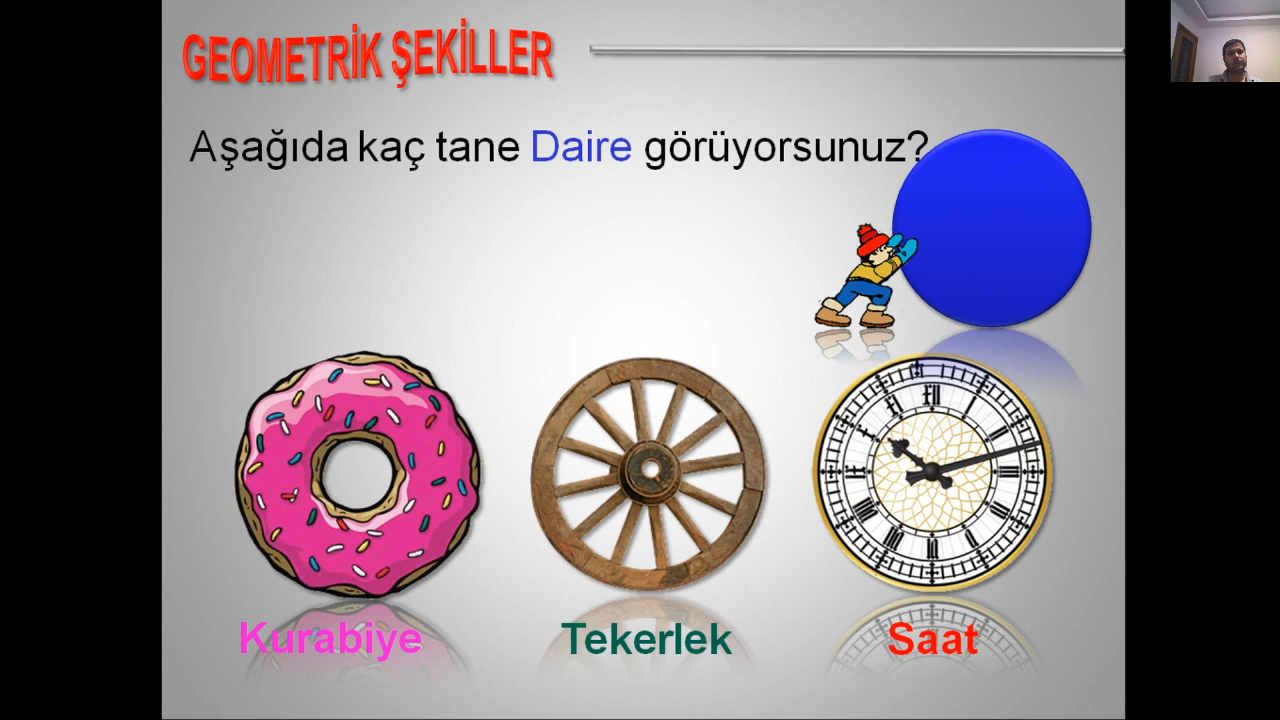 GEOMETRİK ŞEKİLLER
Aşağıda kaç tane Daire görüyorsunuz?
Kurabiye
Tekerlek
Saat